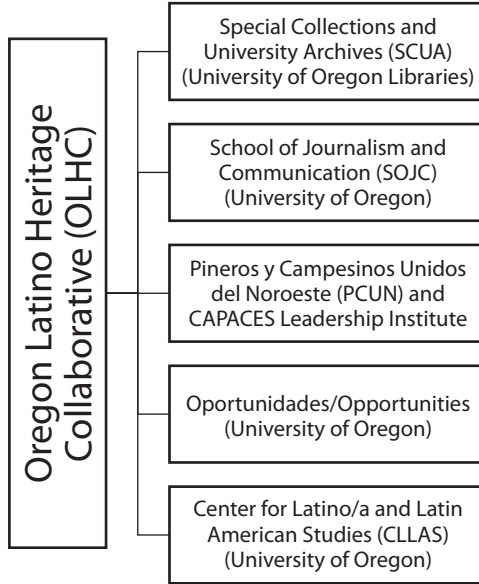 Oregon Latino Heritage
Collaborative (OLHC)
Special Collections and
University Archives (SCUA)
(University of Oregon Libraries)
School of Journalism and
Communication (SOJC)
(University of Oregon)
Pineros y Campesinos Unidos
del Noroeste (PCUN) and
CAPACES Leadership Institute
Oportunidades/Opportunities
(University of Oregon)
Center for Latino/a and Latin
American Studies (CLLAS)
(University of Oregon)